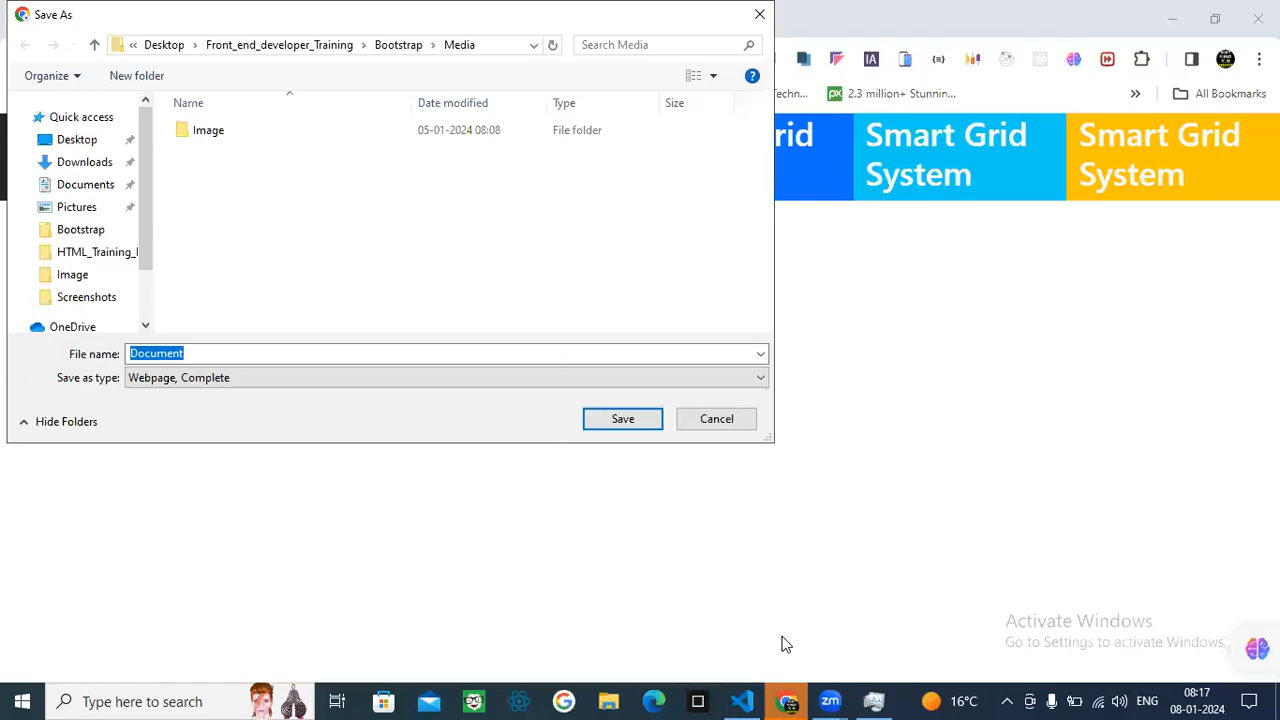 Save As
Desktop
Front_end_developer_Training
Bootstrap
Media
Search Media
Organize
New folder
Name
Date modified
Type
Size
Quick access
Desktop
Downloads
Documents
Pictures
Bootstrap
HTML_Training_
Image
Screenshots
OneDrive
Image
05-01-2024 08:08
File folder
File name:
Document
Save as type:
Webpage, Complete
Hide Folders
Save
Cancel
IA
Techn...
px
2.3 million+ Stunnin...
All Bookmarks
rid
Smart Grid
System
Smart Grid
System
Activate Windows
Go to Settings to activate Windows.
Type here to search
zm
16°C
ENG
08:17
08-01-2024